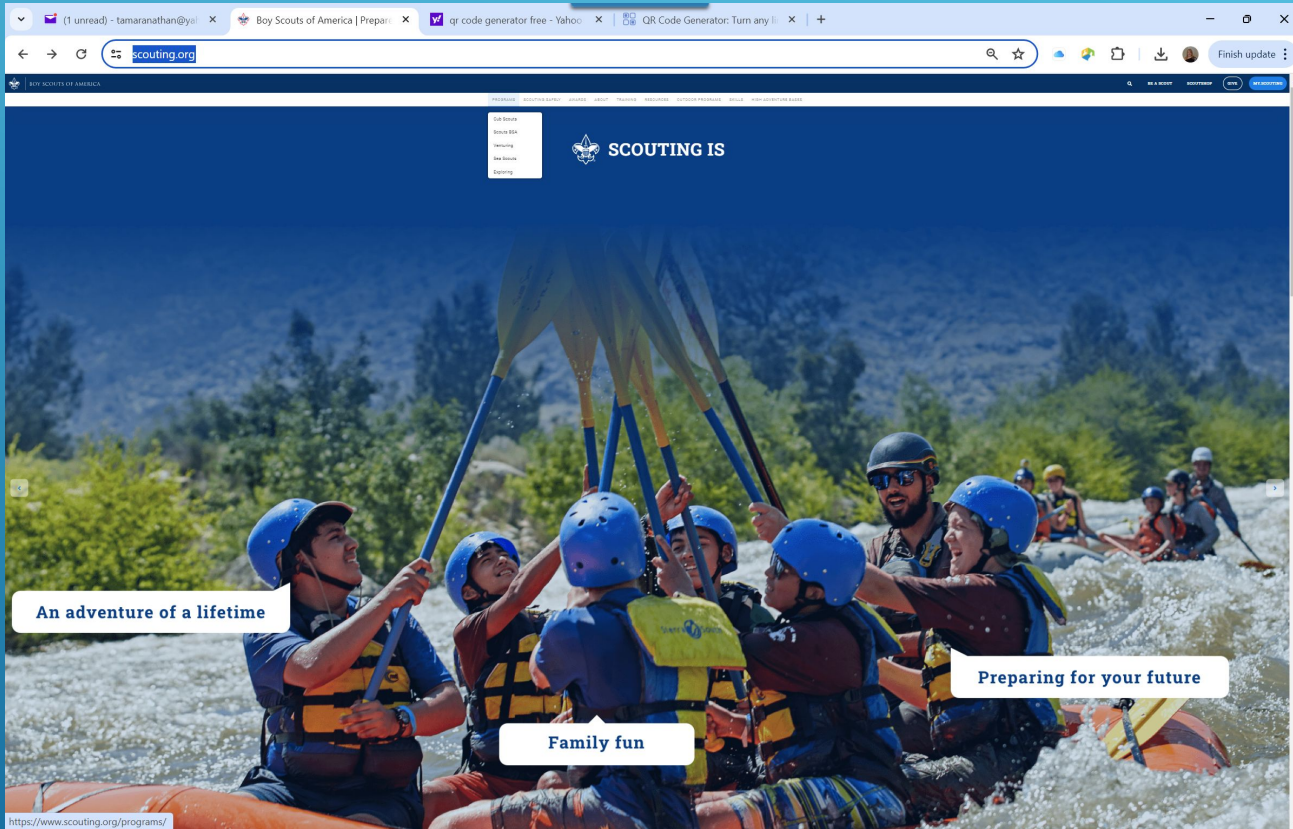 (1 unread) - tamaranathan@yal
Boy Scouts of America | Prepare
qr code generator free - Yahoo
QR Code Generator: Turn any li
scouting.org
Finish update
BOY SCOUTS OF AMERICA
BE A SCOUT SCOUTSHOP GIVE MY.SCOUTING
PROGRAMS SCOUTING SAFELY AWARDS ABOUT TRAINING RESOURCES OUTDOOR PROGRAMS SKILLS HIGH ADVENTURE BASES
Cub Scouts
Scouts BSA
Venturing
Sea Scouts
Exploring
SCOUTING IS
An adventure of a lifetime
Preparing for your future
Family fun
https://www.scouting.org/programs/